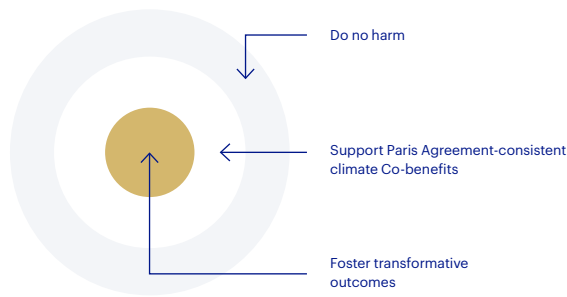 Do no harm
Support Paris Agreement-consistent
climate Co-benefits
Foster transformative
outcomes